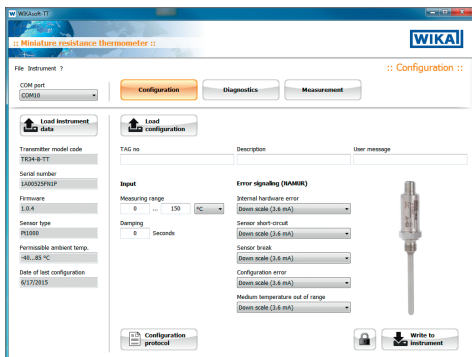 WIKAsoft-TT
:: Miniature resistance thermometer ::
WIKA
File Instrument ?
:: Configuration ::
COM port
COM10
Configuration
Diagnostics
Measurement
Load instrument
data
Load
configuration
Transmitter model code
TR34-B-TT
TAG no
Description
User message
Serial number
1A00525PN1P
Input
Error signaling (NAMUR)
Firmware
1.0.4
Measuring range
0 ... 150 °C
Internal hardware error
Down scale (3.6 mA)
Sensor type
Pt1000
Damping
0 Seconds
Sensor short-circuit
Down scale (3.6 mA)
Permissible ambient temp.
-40...85 °C
Sensor break
Down scale (3.6 mA)
Date of last configuration
6/17/2015
Configuration error
Down scale (3.6 mA)
Medium temperature out of range
Down scale (3.6 mA)
Configuration
protocol
Write to
instrument